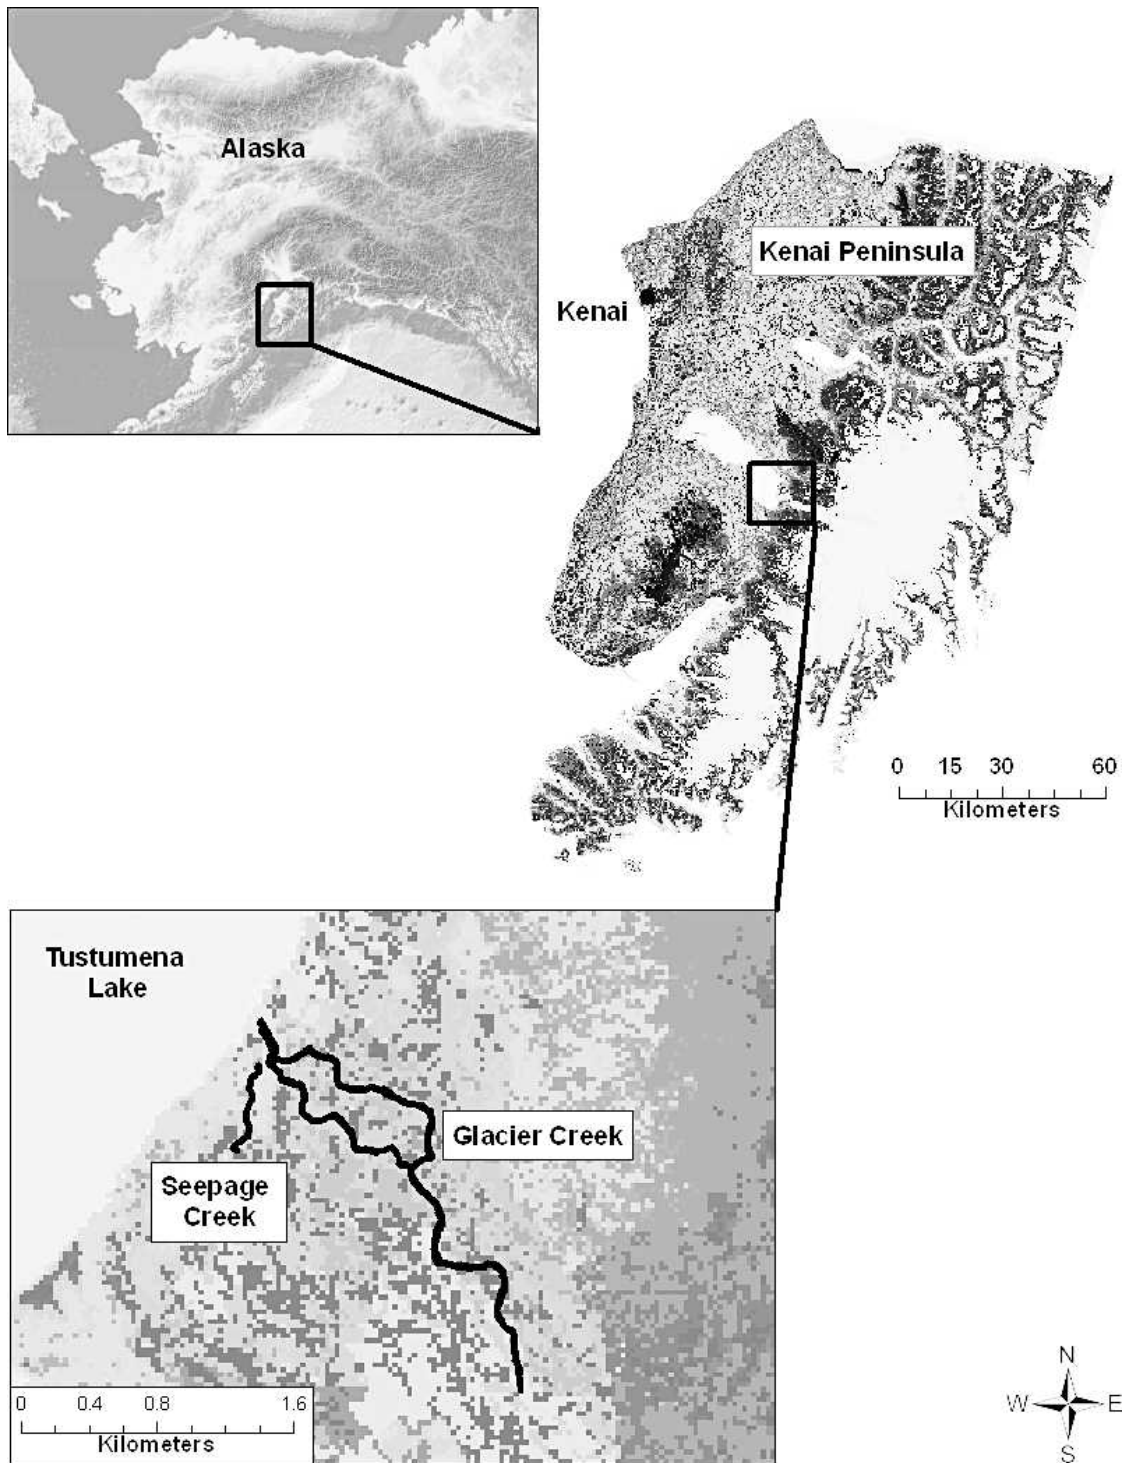 Alaska
Kenai Peninsula
Kenai
0 15 30 60
Kilometers
Tustumena
Lake
Glacier Creek
Seepage
Creek
0 0.4 0.8 1.6
Kilometers
N
W E
S